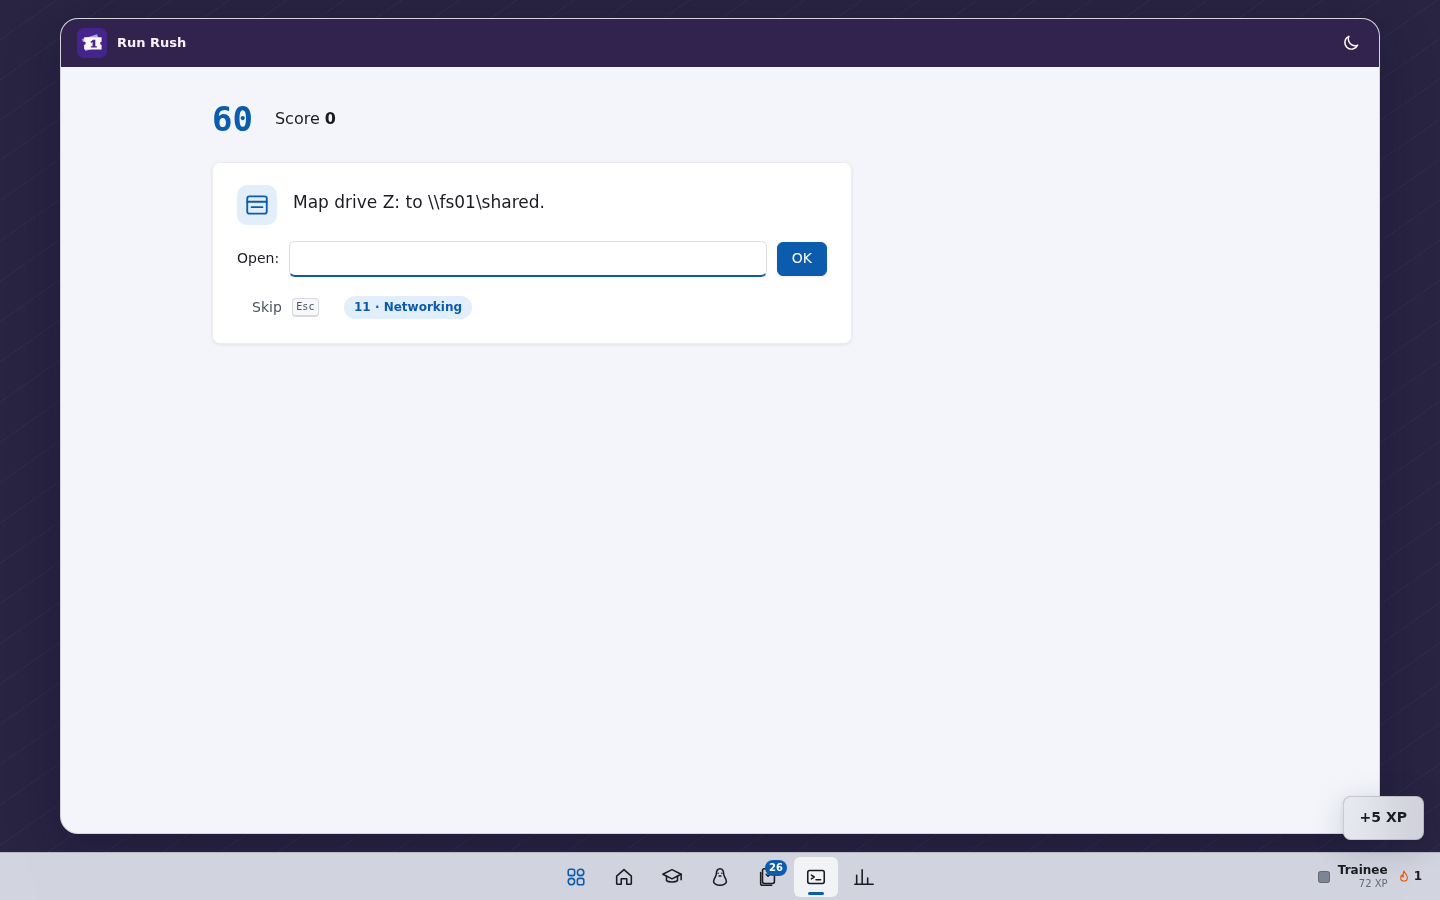 1
Run Rush
60
Score 0
Map drive Z: to \\fs01\shared.
Open:
OK
Skip Esc
11 · Networking
+5 XP
26
Trainee
72 XP
1